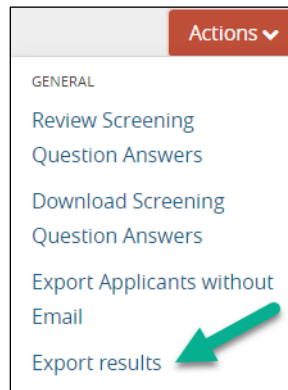 Actions
GENERAL
Review Screening
Question Answers
Download Screening
Question Answers
Export Applicants without
Email
Export results